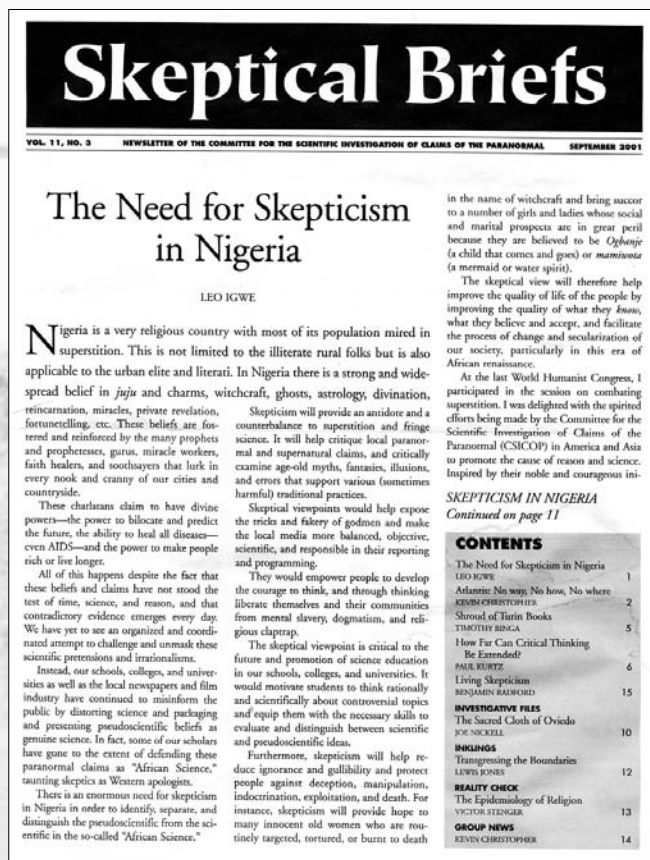 Skeptical Briefs
VOL. 11, NO. 3 NEWSLETTER OF THE COMMITTEE FOR THE SCIENTIFIC INVESTIGATION OF CLAIMS OF THE PARANORMAL SEPTEMBER 2001
The Need for Skepticism
in Nigeria
LEO IGWE
Nigeria is a very religious country with most of its population mired in
superstition. This is not limited to the illiterate rural folks but is also
applicable to the urban elite and literati. In Nigeria there is a strong and wide-
spread belief in juju and charms, witchcraft, ghosts, astrology, divination,
reincarnation, miracles, private revelation,
fortunetelling, etc. These beliefs are fos-
tered and reinforced by the many prophets
and prophetesses, gurus, miracle workers,
faith healers, and soothsayers that lurk in
every nook and cranny of our cities and
countryside.
These charlatans claim to have divine
powers—the power to bilocate and predict
the future, the ability to heal all diseases—
even AIDS—and the power to make people
rich or live longer.
All of this happens despite the fact that
these beliefs and claims have not stood the
test of time, science, and reason, and that
contradictory evidence emerges every day.
We have yet to see an organized and coordi-
nated attempt to challenge and unmask these
scientific pretensions and irrationalisms.
Instead, our schools, colleges, and univer-
sities as well as the local newspapers and film
industry have continued to misinform the
public by distorting science and packaging
and presenting pseudoscientific beliefs as
genuine science. In fact, some of our scholars
have gone to the extent of defending these
paranormal claims as "African Science,"
taunting skeptics as Western apologists.
There is an enormous need for skepticism
in Nigeria in order to identify, separate, and
distinguish the pseudoscientific from the sci-
entific in the so-called "African Science."
Skepticism will provide an antidote and a
counterbalance to superstition and fringe
science. It will help critique local paranor-
mal and supernatural claims, and critically
examine age-old myths, fantasies, illusions,
and errors that support various (sometimes
harmful) traditional practices.
Skeptical viewpoints would help expose
the tricks and fakery of godmen and make
the local media more balanced, objective,
scientific, and responsible in their reporting
and programming.
They would empower people to develop
the courage to think, and through thinking
liberate themselves and their communities
from mental slavery, dogmatism, and reli-
gious claptrap.
The skeptical viewpoint is critical to the
future and promotion of science education
in our schools, colleges, and universities. It
would motivate students to think rationally
and scientifically about controversial topics
and equip them with the necessary skills to
evaluate and distinguish between scientific
and pseudoscientific ideas.
Furthermore, skepticism will help re-
duce ignorance and gullibility and protect
people against deception, manipulation,
indoctrination, exploitation, and death. For
instance, skepticism will provide hope to
many innocent old women who are rou-
tinely targeted, tortured, or burnt to death
in the name of witchcraft and bring succor
to a number of girls and ladies whose social
and marital prospects are in great peril
because they are believed to be Ogbanje
(a child that comes and goes) or mamiwota
(a mermaid or water spirit).
The skeptical view will therefore help
improve the quality of life of the people by
improving the quality of what they know,
what they believe and accept, and facilitate
the process of change and secularization of
our society, particularly in this era of
African renaissance.
At the last World Humanist Congress, I
participated in the session on combating
superstition. I was delighted with the spirited
efforts being made by the Committee for the
Scientific Investigation of Claims of the
Paranormal (CSICOP) in America and Asia
to promote the cause of reason and science.
Inspired by their noble and courageous ini-
SKEPTICISM IN NIGERIA
Continued on page 11
CONTENTS
The Need for Skepticism in Nigeria
LEO IGWE 1
Atlantis: No way, No how, No where
KEVIN CHRISTOPHER 2
Shroud of Turin Books
TIMOTHY BINGA 5
How Far Can Critical Thinking
Be Extended?
PAUL KURTZ 6
Living Skepticism
BENJAMIN RADFORD 15
INVESTIGATIVE FILES
The Sacred Cloth of Oviedo
JOE NICKELL 10
INKLINGS
Transgressing the Boundaries
LEWIS JONES 12
REALITY CHECK
The Epidemiology of Religion
VICTOR STENGER 13
GROUP NEWS
KEVIN CHRISTOPHER 14